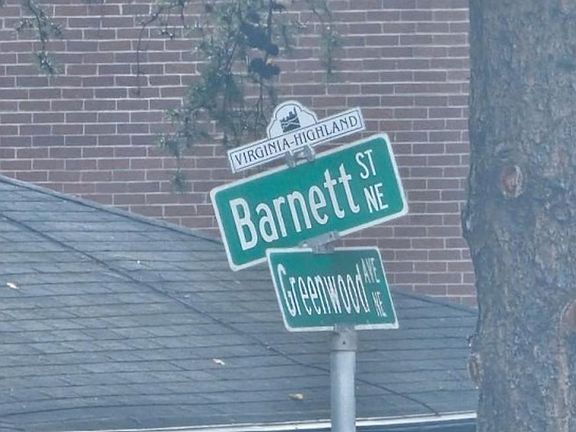 VIRGINIA-HIGHLAND
Barnett ST NE
Greenwood AVE NE